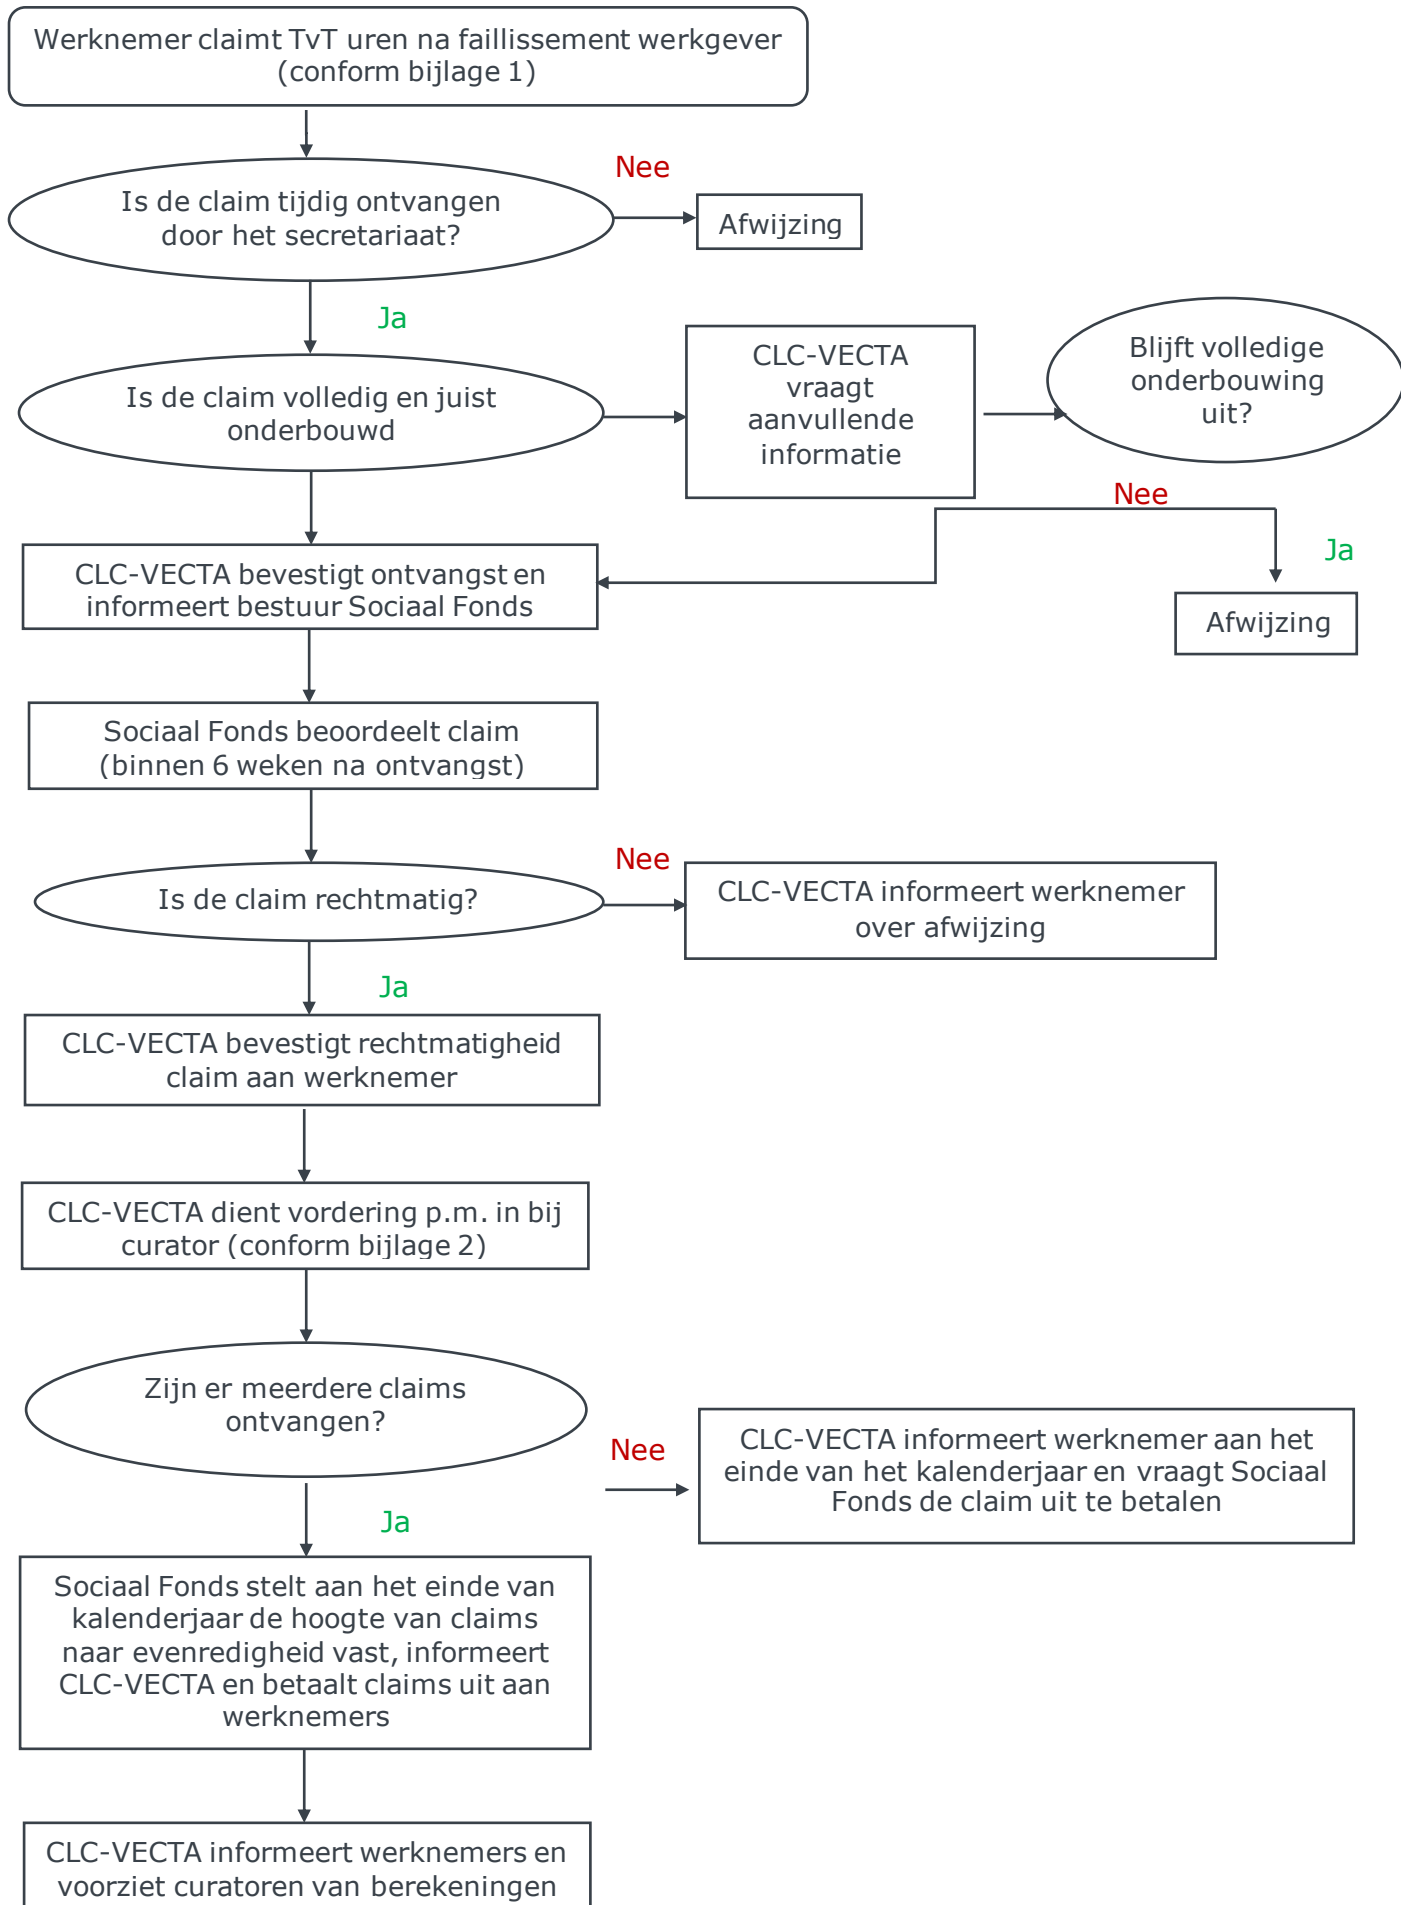 Werknemer claimt TvT uren na faillissement werkgever
(conform bijlage 1)
Nee
Is de claim tijdig ontvangen
door het secretariaat?
Afwijzing
Ja
Is de claim volledig en juist
onderbouwd
CLC-VECTA
vraagt
aanvullende
informatie
Blijft volledige
onderbouwing
uit?
Nee
Ja
CLC-VECTA bevestigt ontvangst en
informeert bestuur Sociaal Fonds
Afwijzing
Sociaal Fonds beoordeelt claim
(binnen 6 weken na ontvangst)
Nee
Is de claim rechtmatig?
CLC-VECTA informeert werknemer
over afwijzing
Ja
CLC-VECTA bevestigt rechtmatigheid
claim aan werknemer
CLC-VECTA dient vordering p.m. in bij
curator (conform bijlage 2)
Zijn er meerdere claims
ontvangen?
Nee
CLC-VECTA informeert werknemer aan het
einde van het kalenderjaar en vraagt Sociaal
Fonds de claim uit te betalen
Ja
Sociaal Fonds stelt aan het einde van
kalenderjaar de hoogte van claims
naar evenredigheid vast, informeert
CLC-VECTA en betaalt claims uit aan
werknemers
CLC-VECTA informeert werknemers en
voorziet curatoren van berekeningen